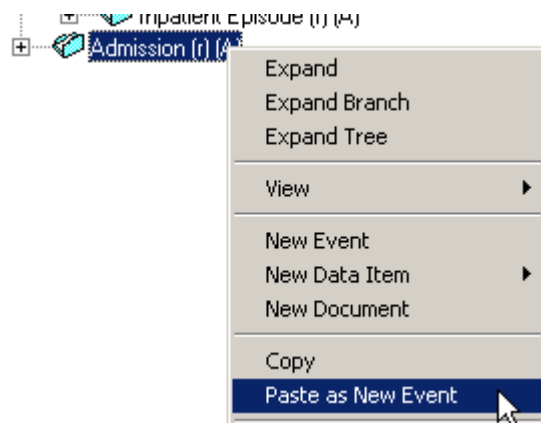 Inpatient Episode (r) (A)
Admission (r) (A)
Expand
Expand Branch
Expand Tree
View
New Event
New Data Item
New Document
Copy
Paste as New Event